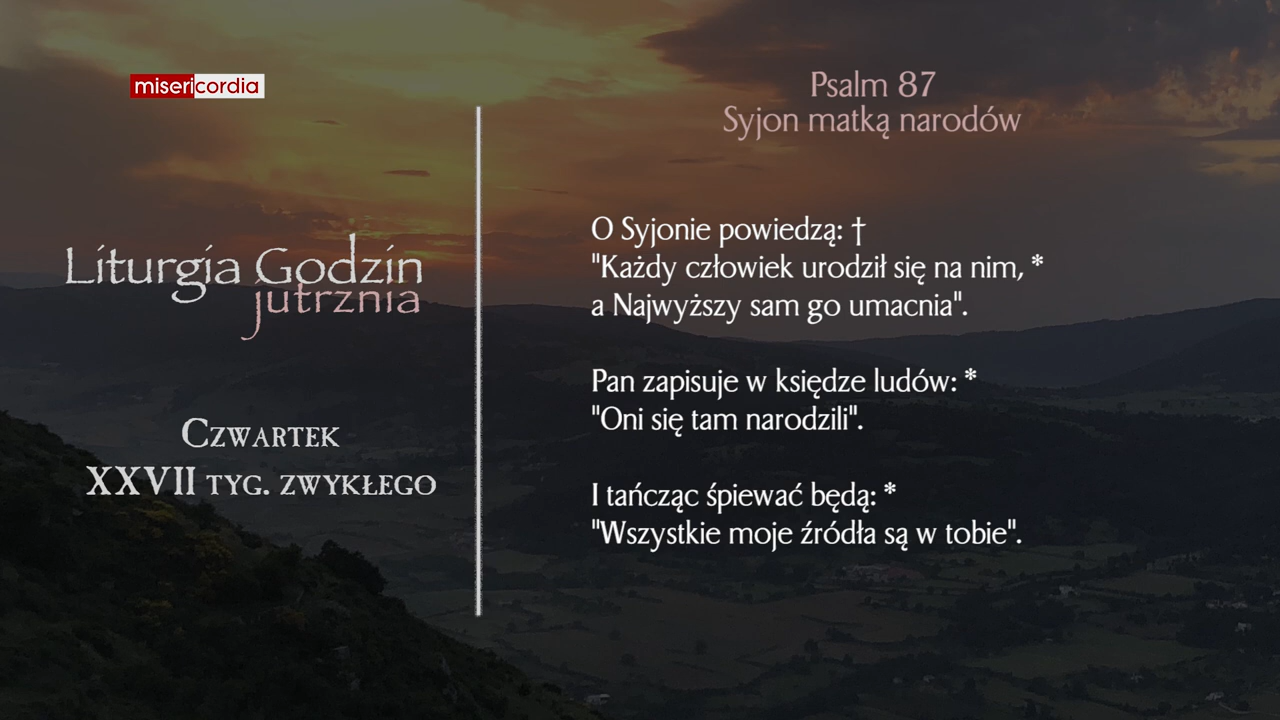 misericordia
Liturgia Godzin
jutrznia
Czwartek
XXVII tyg. zwykłego
Psalm 87
Syjon matką narodów
O Syjonie powiedzą: †
"Każdy człowiek urodził się na nim, *
a Najwyższy sam go umacnia".
Pan zapisuje w księdze ludów: *
"Oni się tam narodzili".
I tańcząc śpiewać będą: *
"Wszystkie moje źródła są w tobie".